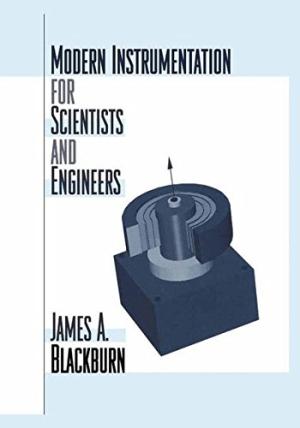 MODERN INSTRUMENTATION
FOR
SCIENTISTS
AND
ENGINEERS
JAMES A.
BLACKBURN